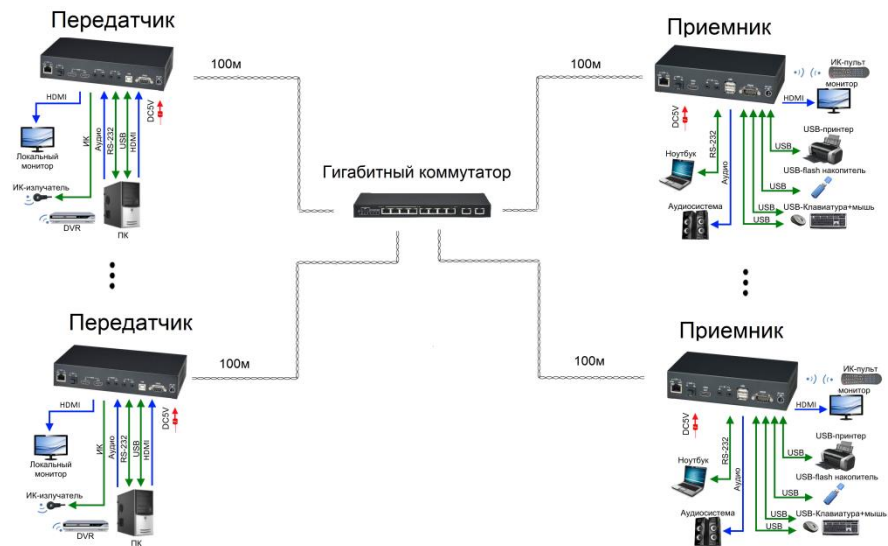 Передатчик
100м
100м
Приемник
HDMI
ИК
Аудио
RS-232
USB
HDMI
DC5V
Локальный
монитор
ИК-излучатель
DVR
ПК
Гигабитный коммутатор
DC5V
RS-232
Аудио
HDMI
ИК-пульт
монитор
USB-принтер
USB
Ноутбук
USB-flash накопитель
USB
USB-Клавиатура+мышь
USB
USB
Аудиосистема
Передатчик
100м
100м
Приемник
HDMI
ИК
Аудио
RS-232
USB
HDMI
DC5V
Локальный
монитор
ИК-излучатель
DVR
ПК
DC5V
RS-232
Аудио
HDMI
ИК-пульт
монитор
USB-принтер
USB
Ноутбук
USB-flash накопитель
USB
USB-Клавиатура+мышь
USB
USB
Аудиосистема